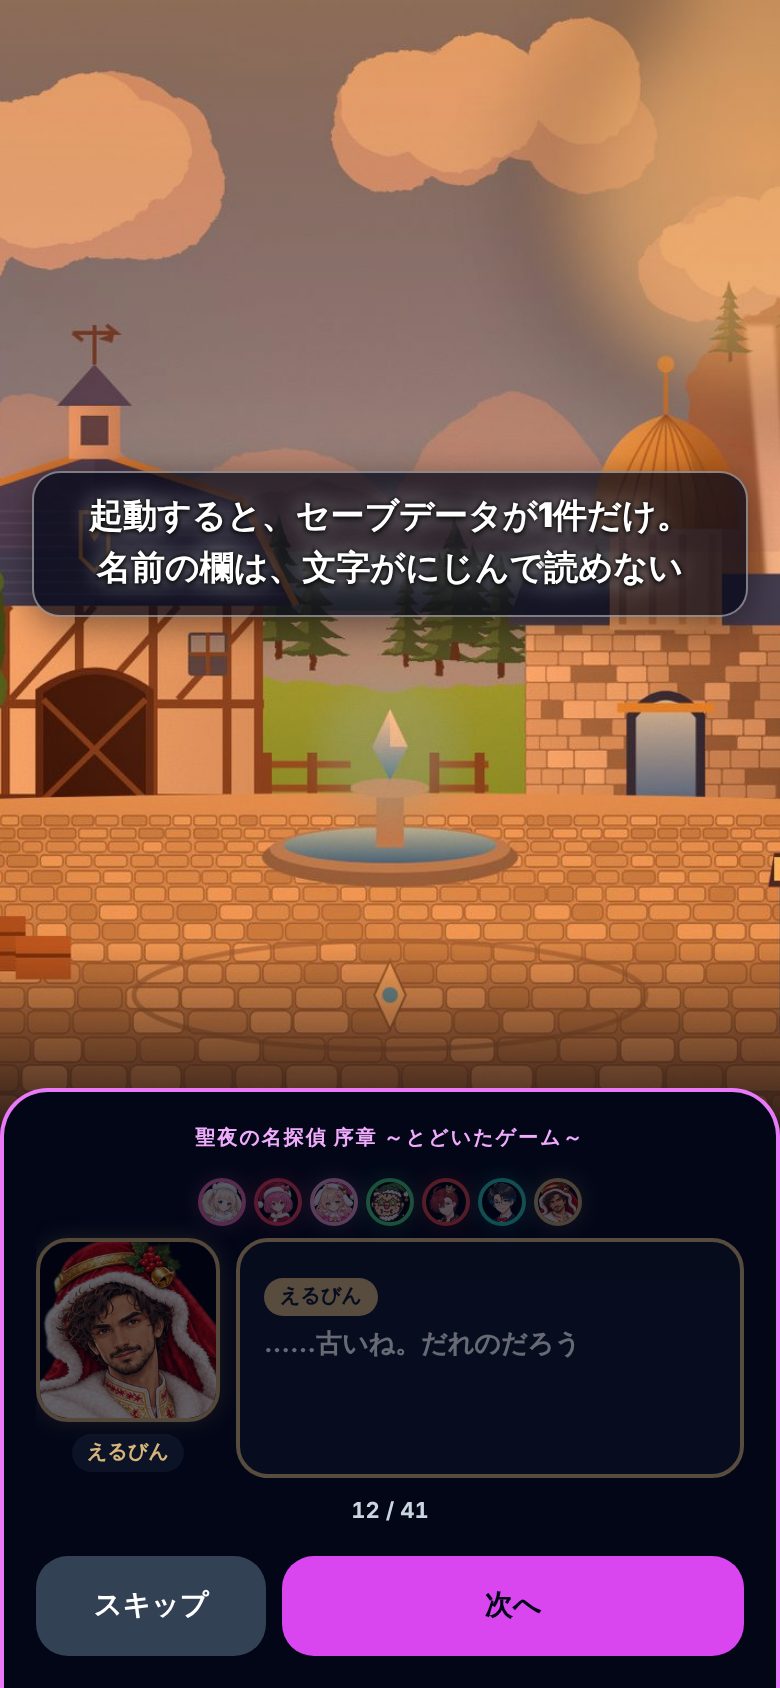 起動すると、セーブデータが1件だけ。
名前の欄は、文字がにじんで読めない
聖夜の名探偵 序章 ～とどいたゲーム～
えるびん
……古いね。だれのだろう
えるびん
12 / 41
スキップ
次へ